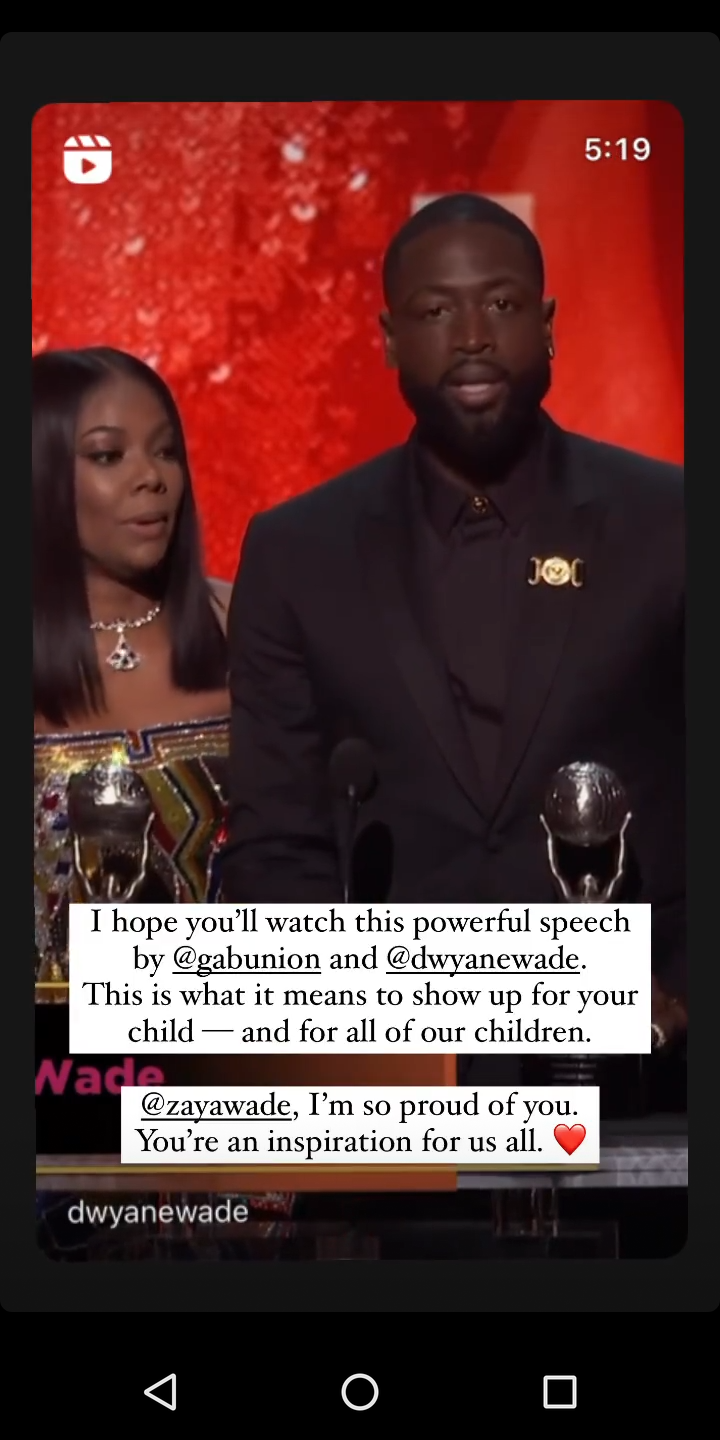 5:19
I hope you’ll watch this powerful speech
by @gabunion and @dwyanewade.
This is what it means to show up for your
child — and for all of our children.
Wade
@zayawade, I’m so proud of you.
You’re an inspiration for us all. ❤️
dwyanewade